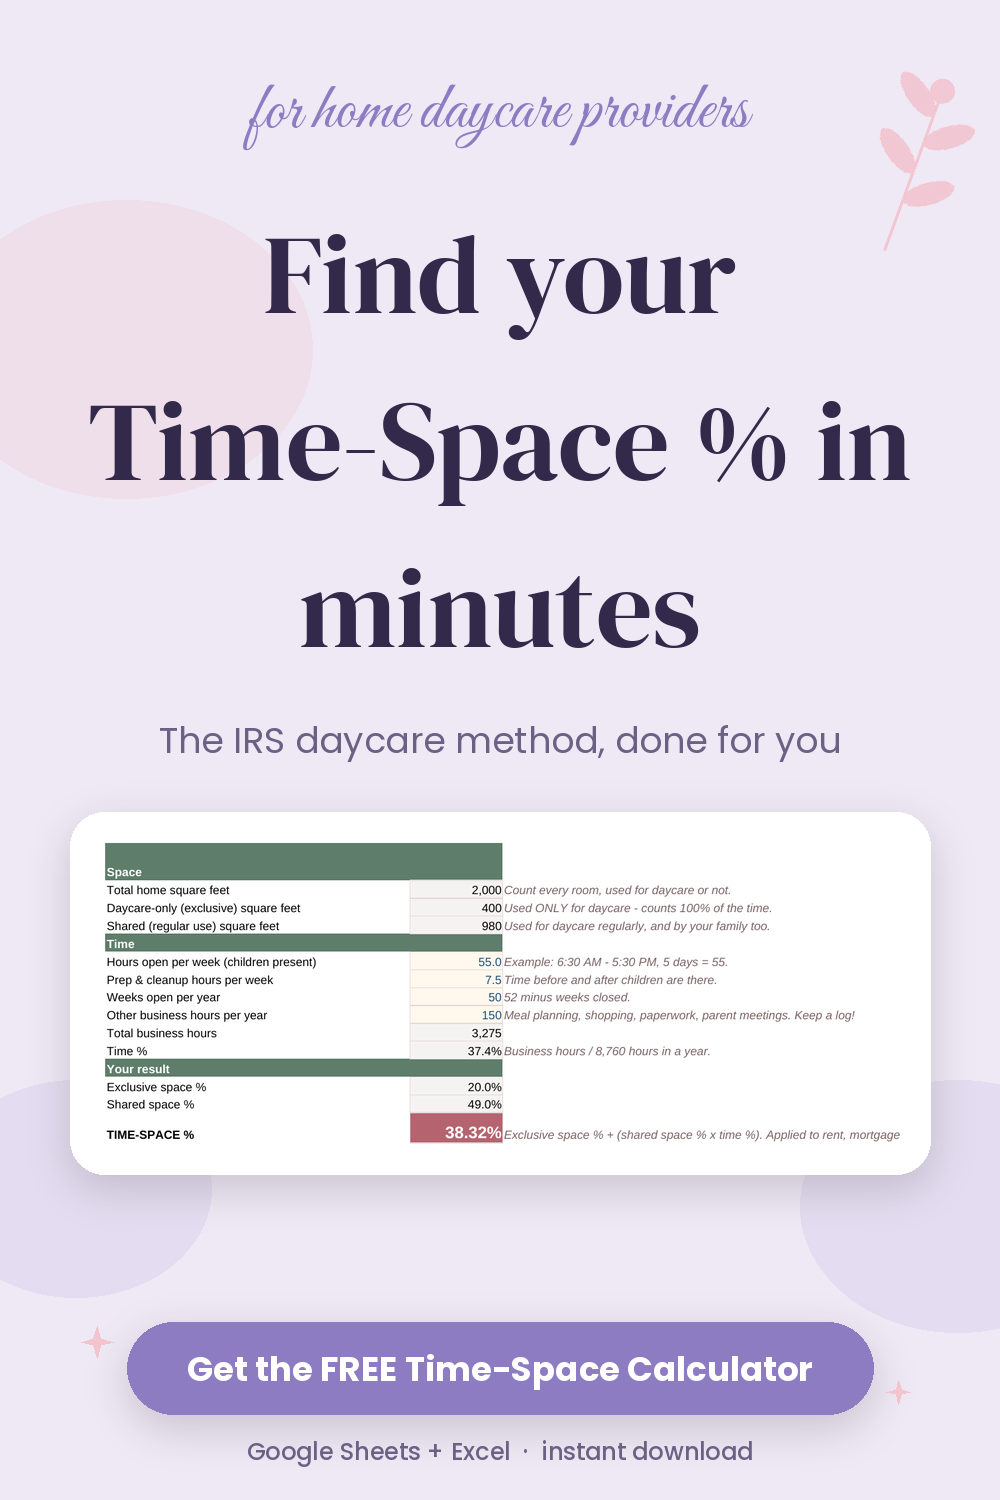 for home daycare providers
Find your
Time-Space % in
minutes
The IRS daycare method, done for you
Space
Total home square feet 2,000 Count every room, used for daycare or not.
Daycare-only (exclusive) square feet 400 Used ONLY for daycare - counts 100% of the time.
Shared (regular use) square feet 980 Used for daycare regularly, and by your family too.
Time
Hours open per week (children present) 55.0 Example: 6:30 AM - 5:30 PM, 5 days = 55.
Prep & cleanup hours per week 7.5 Time before and after children are there.
Weeks open per year 50 52 minus weeks closed.
Other business hours per year 150 Meal planning, shopping, paperwork, parent meetings. Keep a log!
Total business hours 3,275
Time % 37.4% Business hours / 8,760 hours in a year.
Your result
Exclusive space % 20.0%
Shared space % 49.0%
TIME-SPACE % 38.32% Exclusive space % + (shared space % x time %). Applied to rent, mortgage
Get the FREE Time-Space Calculator
Google Sheets + Excel · instant download